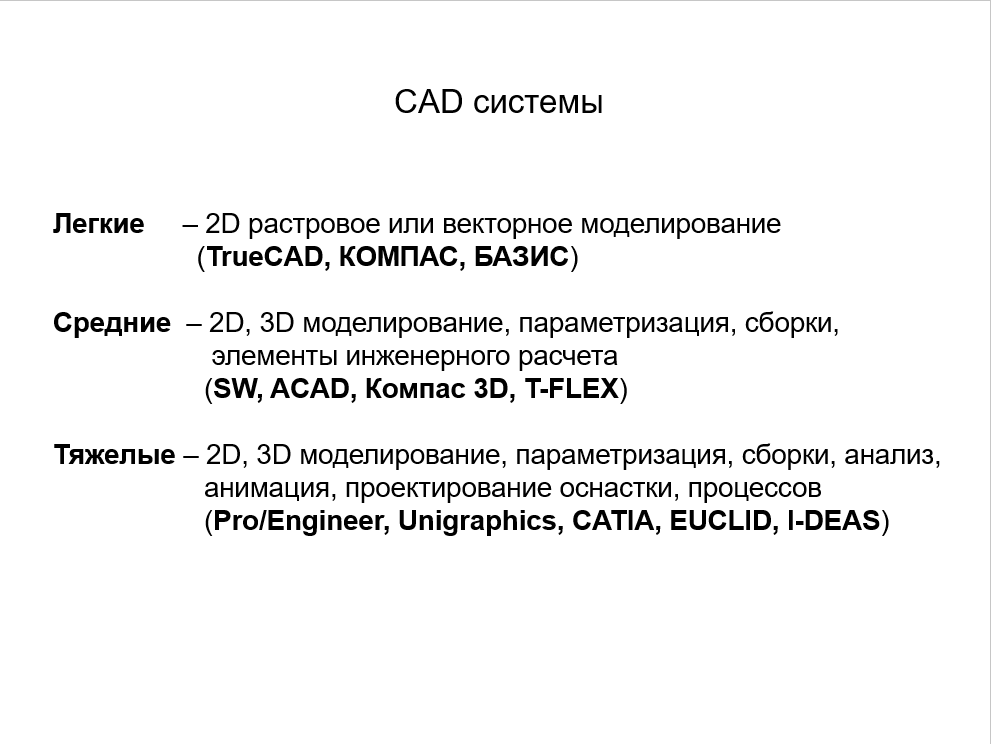 CAD системы
Легкие – 2D растровое или векторное моделирование
(TrueCAD, КОМПАС, БАЗИС)
Средние – 2D, 3D моделирование, параметризация, сборки,
элементы инженерного расчета
(SW, ACAD, Компас 3D, T-FLEX)
Тяжелые – 2D, 3D моделирование, параметризация, сборки, анализ,
анимация, проектирование оснастки, процессов
(Pro/Engineer, Unigraphics, CATIA, EUCLID, I-DEAS)